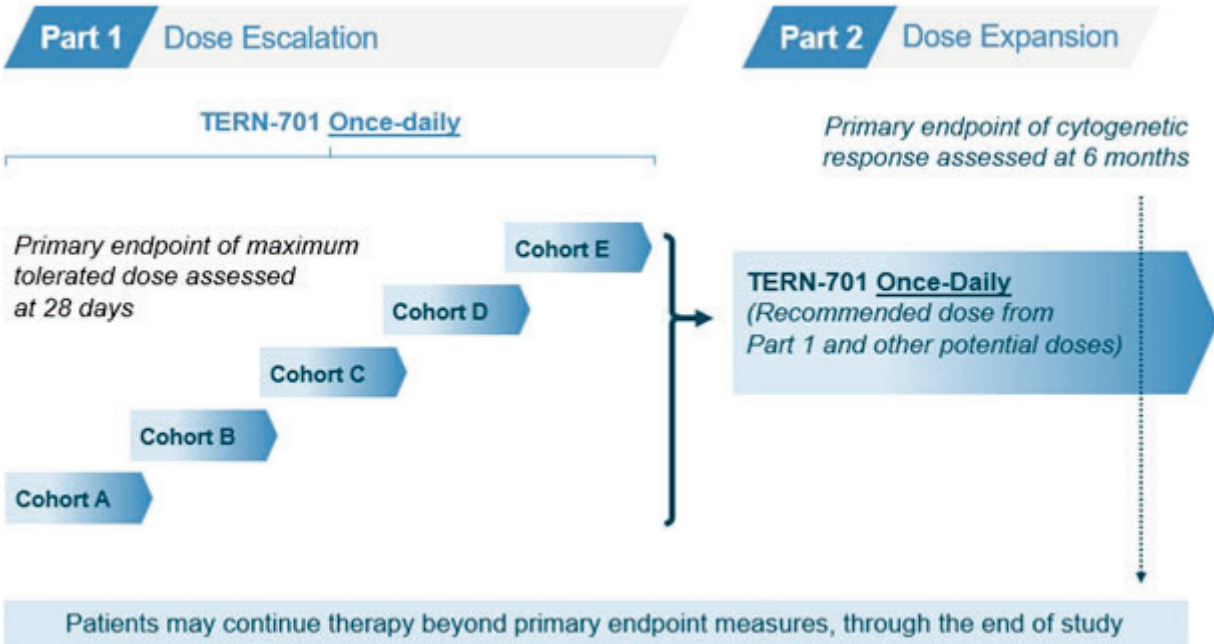 Part 1 Dose Escalation
Part 2 Dose Expansion
TERN-701 Once-daily
Primary endpoint of cytogenetic
response assessed at 6 months
Primary endpoint of maximum
tolerated dose assessed
at 28 days
Cohort E
Cohort D
Cohort C
Cohort B
Cohort A
TERN-701 Once-Daily
(Recommended dose from
Part 1 and other potential doses)
Patients may continue therapy beyond primary endpoint measures, through the end of study